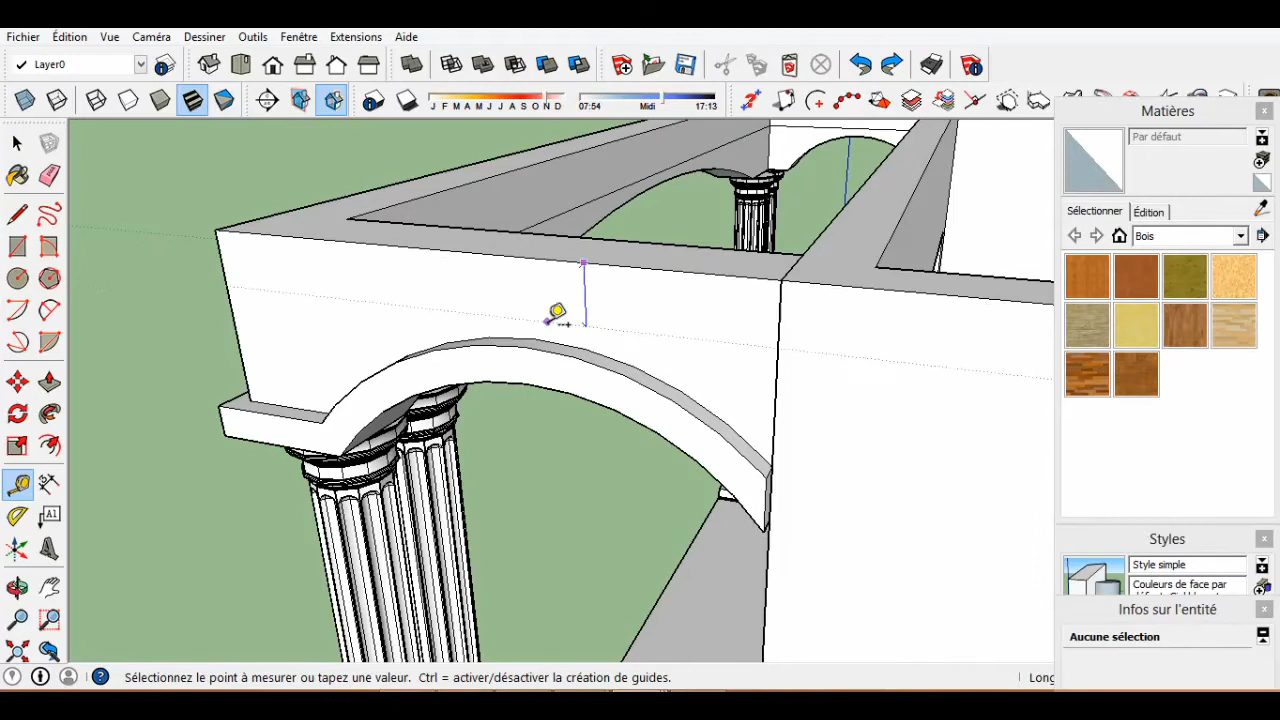 Fichier Édition Vue Caméra Dessiner Outils Fenêtre Extensions Aide
Layer0
J F M A M J J A S O N D
07:54 Midi 17:13
Matières
Par défaut
Sélectionner Édition
Bois
A1
Styles
Style simple
Couleurs de face par
Infos sur l'entité
Aucune sélection
Sélectionnez le point à mesurer ou tapez une valeur. Ctrl = activer/désactiver la création de guides.
Long